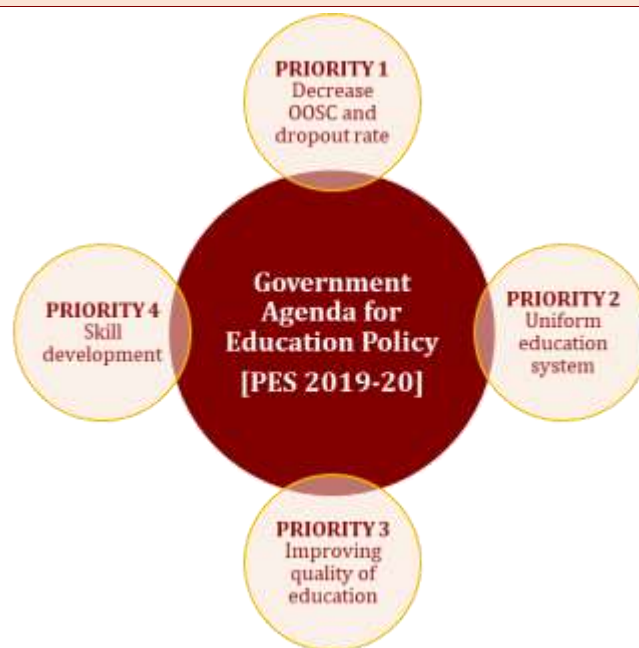 PRIORITY 1
Decrease
OOSC and
dropout rate
Government
Agenda for
Education Policy
[PES 2019-20]
PRIORITY 4
Skill
development
PRIORITY 2
Uniform
education
system
PRIORITY 3
Improving
quality of
education